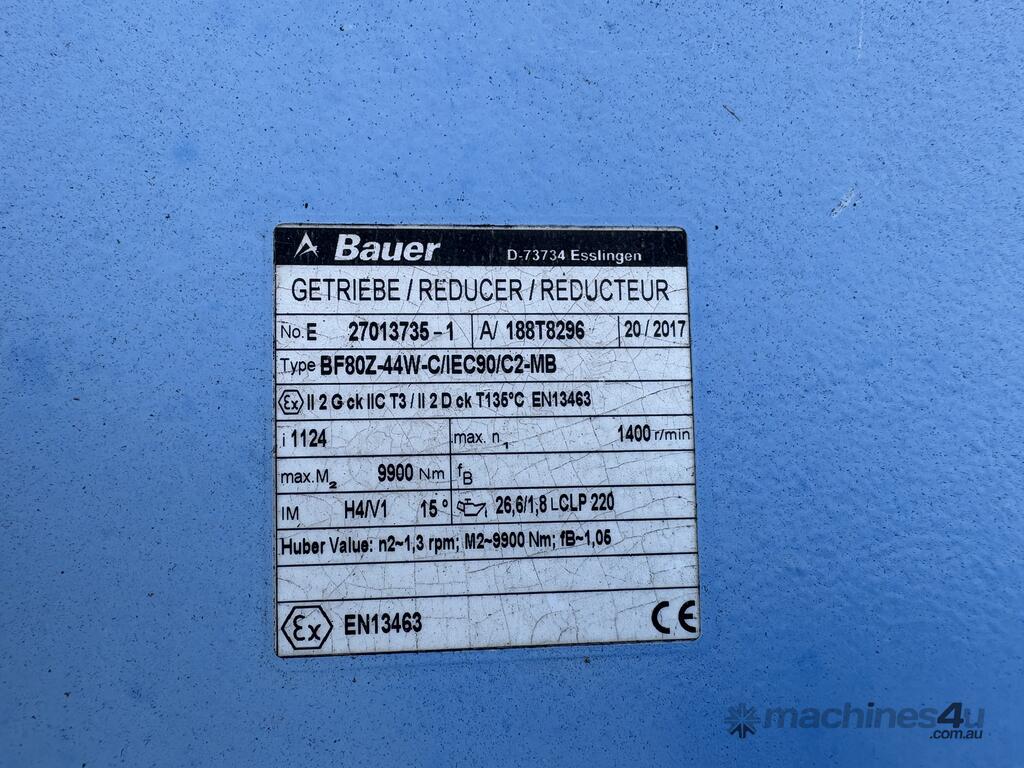 Bauer D-73734 Esslingen
GETRIEBE / REDUCER / REDUCTEUR
No. E 27013735-1 A/ 188T8296 20/2017
Type BF80Z-44W-C/IEC90/C2-MB
Ex II 2 G ck IIC T3 / II 2 D ck T135°C EN13463
i 1124 max. n1 1400 r/min
max. M2 9900 Nm fB
IM H4/V1 15° 26,6/1,8 L CLP 220
Huber Value: n2~1,3 rpm; M2~9900 Nm; fB~1,05
Ex EN13463 CE
machines4u
.com.au